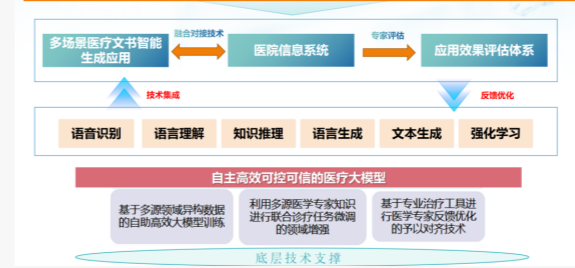 多场景医疗文书智能
生成应用
融合对接技术
医院信息系统
专家评估
应用效果评估体系
技术集成
反馈优化
语音识别
语言理解
知识推理
语言生成
文本生成
强化学习
自主高效可控可信的医疗大模型
基于多源领域异构数据
的自助高效大模型训练
利用多源医学专家知识
进行联合诊疗任务微调
的领域增强
基于专业治疗工具进
行医学专家反馈优化
的予以对齐技术
底层技术支撑